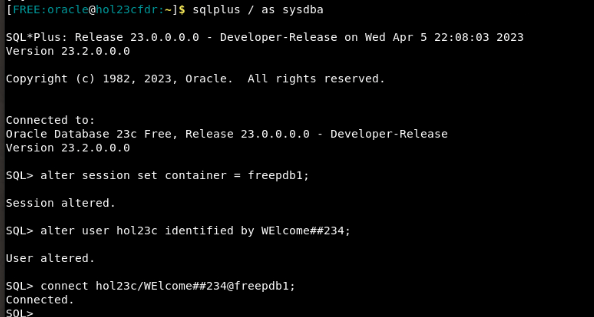 [FREE:oracle@hol23cfdr:~]$ sqlplus / as sysdba
SQL*Plus: Release 23.0.0.0.0 - Developer-Release on Wed Apr 5 22:08:03 2023
Version 23.2.0.0.0
Copyright (c) 1982, 2023, Oracle.  All rights reserved.
Connected to:
Oracle Database 23c Free, Release 23.0.0.0.0 - Developer-Release
Version 23.2.0.0.0
SQL> alter session set container = freepdb1;
Session altered.
SQL> alter user hol23c identified by WElcome##234;
User altered.
SQL> connect hol23c/WElcome##234@freepdb1;
Connected.
SQL>